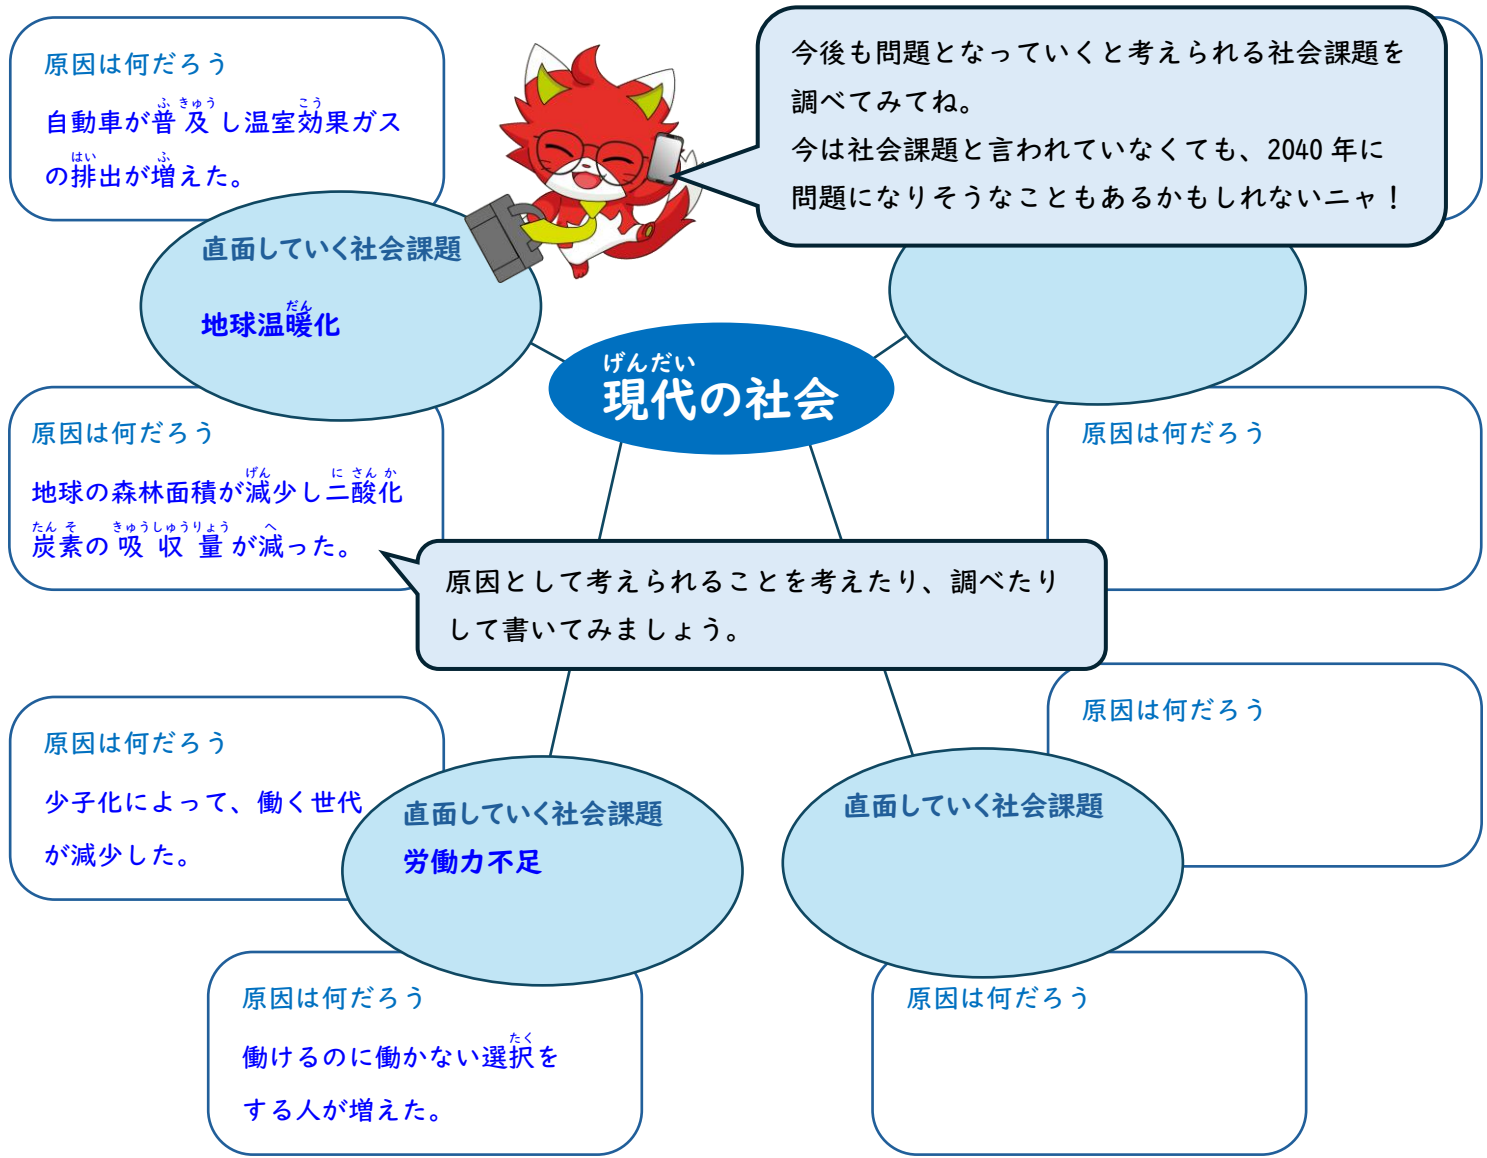 原因は何だろう
自動車が普及し温室効果ガス
の排出が増えた。
今後も問題となっていくと考えられる社会課題を
調べてみてね。
今は社会課題と言われていなくても、2040年に
問題になりそうなこともあるかもしれないニャ！
直面していく社会課題
地球温暖化
げんだい
現代の社会
原因は何だろう
地球の森林面積が減少し二酸化
炭素の吸収量が減った。
原因は何だろう
原因として考えられることを考えたり、調べたり
して書いてみましょう。
原因は何だろう
少子化によって、働く世代
が減少した。
直面していく社会課題
労働力不足
直面していく社会課題
原因は何だろう
原因は何だろう
働けるのに働かない選択を
する人が増えた。
原因は何だろう